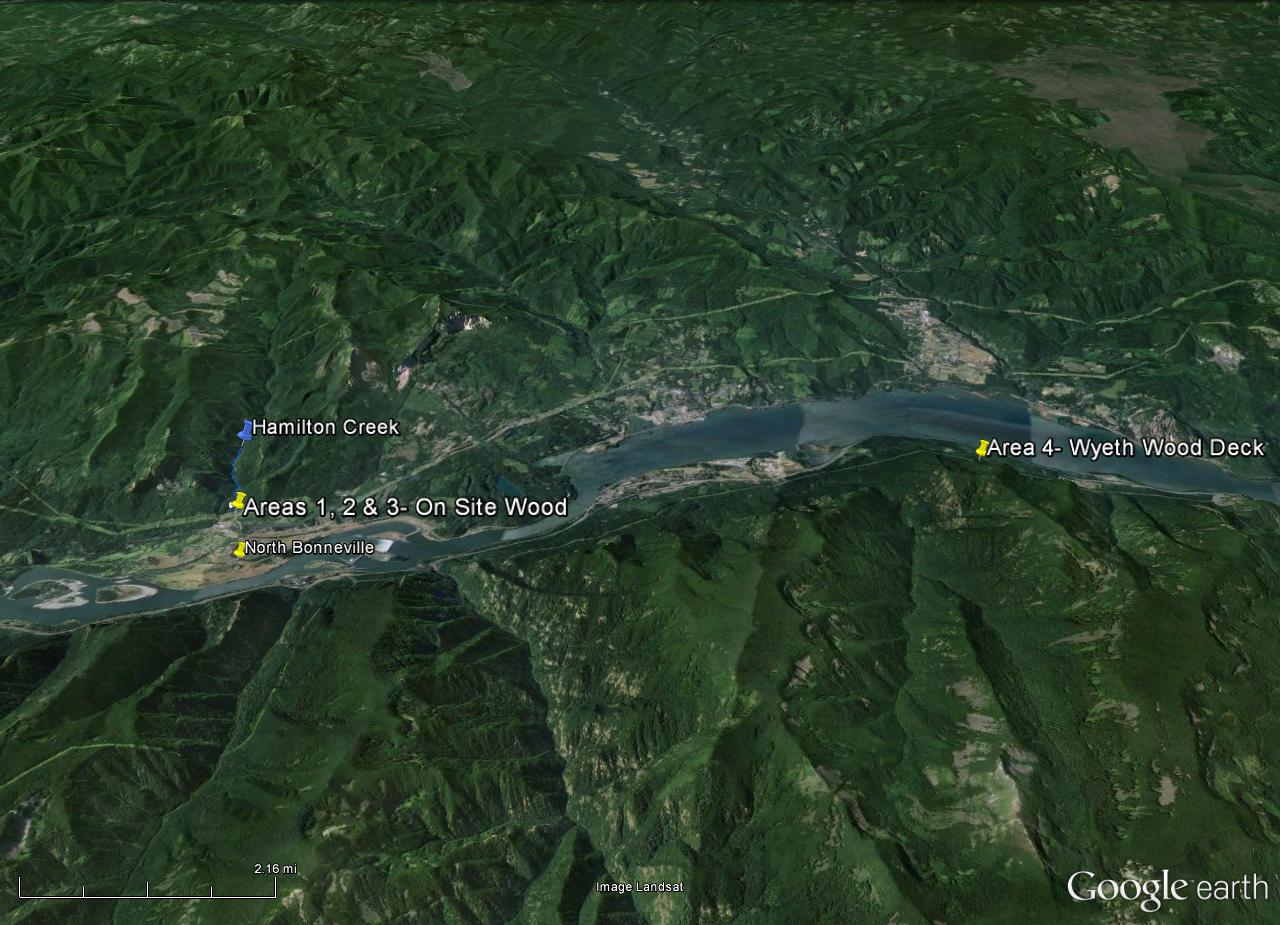 Hamilton Creek
Area 4- Wyeth Wood Deck
Areas 1, 2 & 3- On Site Wood
North Bonneville
2.16 mi
Image Landsat
Google earth